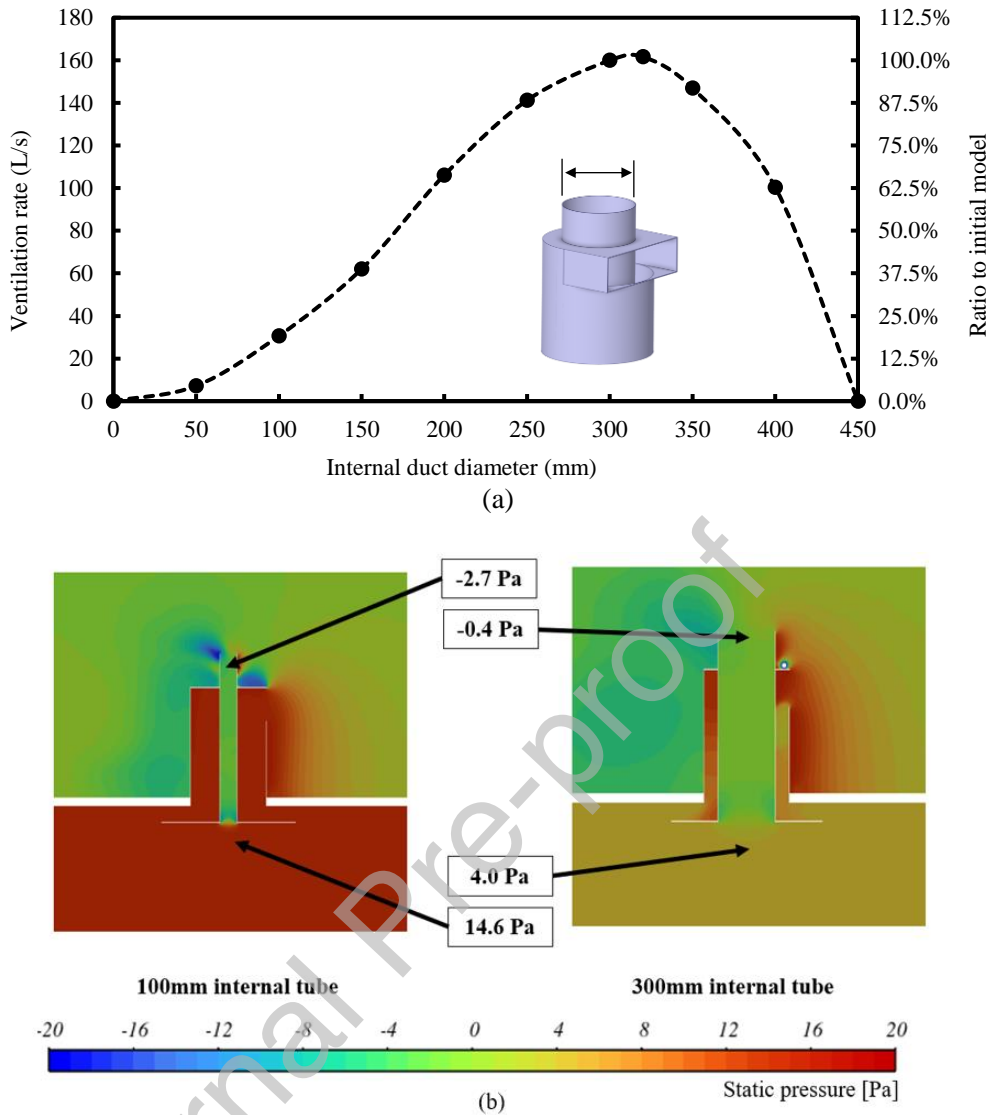 180
160
140
120
100
80
60
40
20
0
Ventilation rate (L/s)
112.5%
100.0%
87.5%
75.0%
62.5%
50.0%
37.5%
25.0%
12.5%
0.0%
Ratio to initial model
0 50 100 150 200 250 300 350 400 450
Internal duct diameter (mm)
(a)
-2.7 Pa
-0.4 Pa
4.0 Pa
14.6 Pa
100mm internal tube
300mm internal tube
-20 -16 -12 -8 -4 0 4 8 12 16 20
Static pressure [Pa]
(b)
rnal Pre-proof